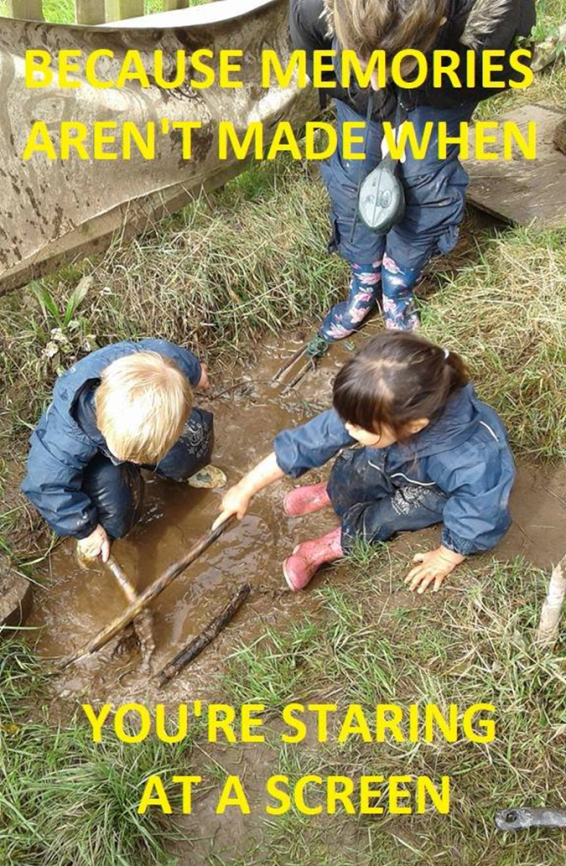 BECAUSE MEMORIES
AREN'T MADE WHEN
YOU'RE STARING
AT A SCREEN